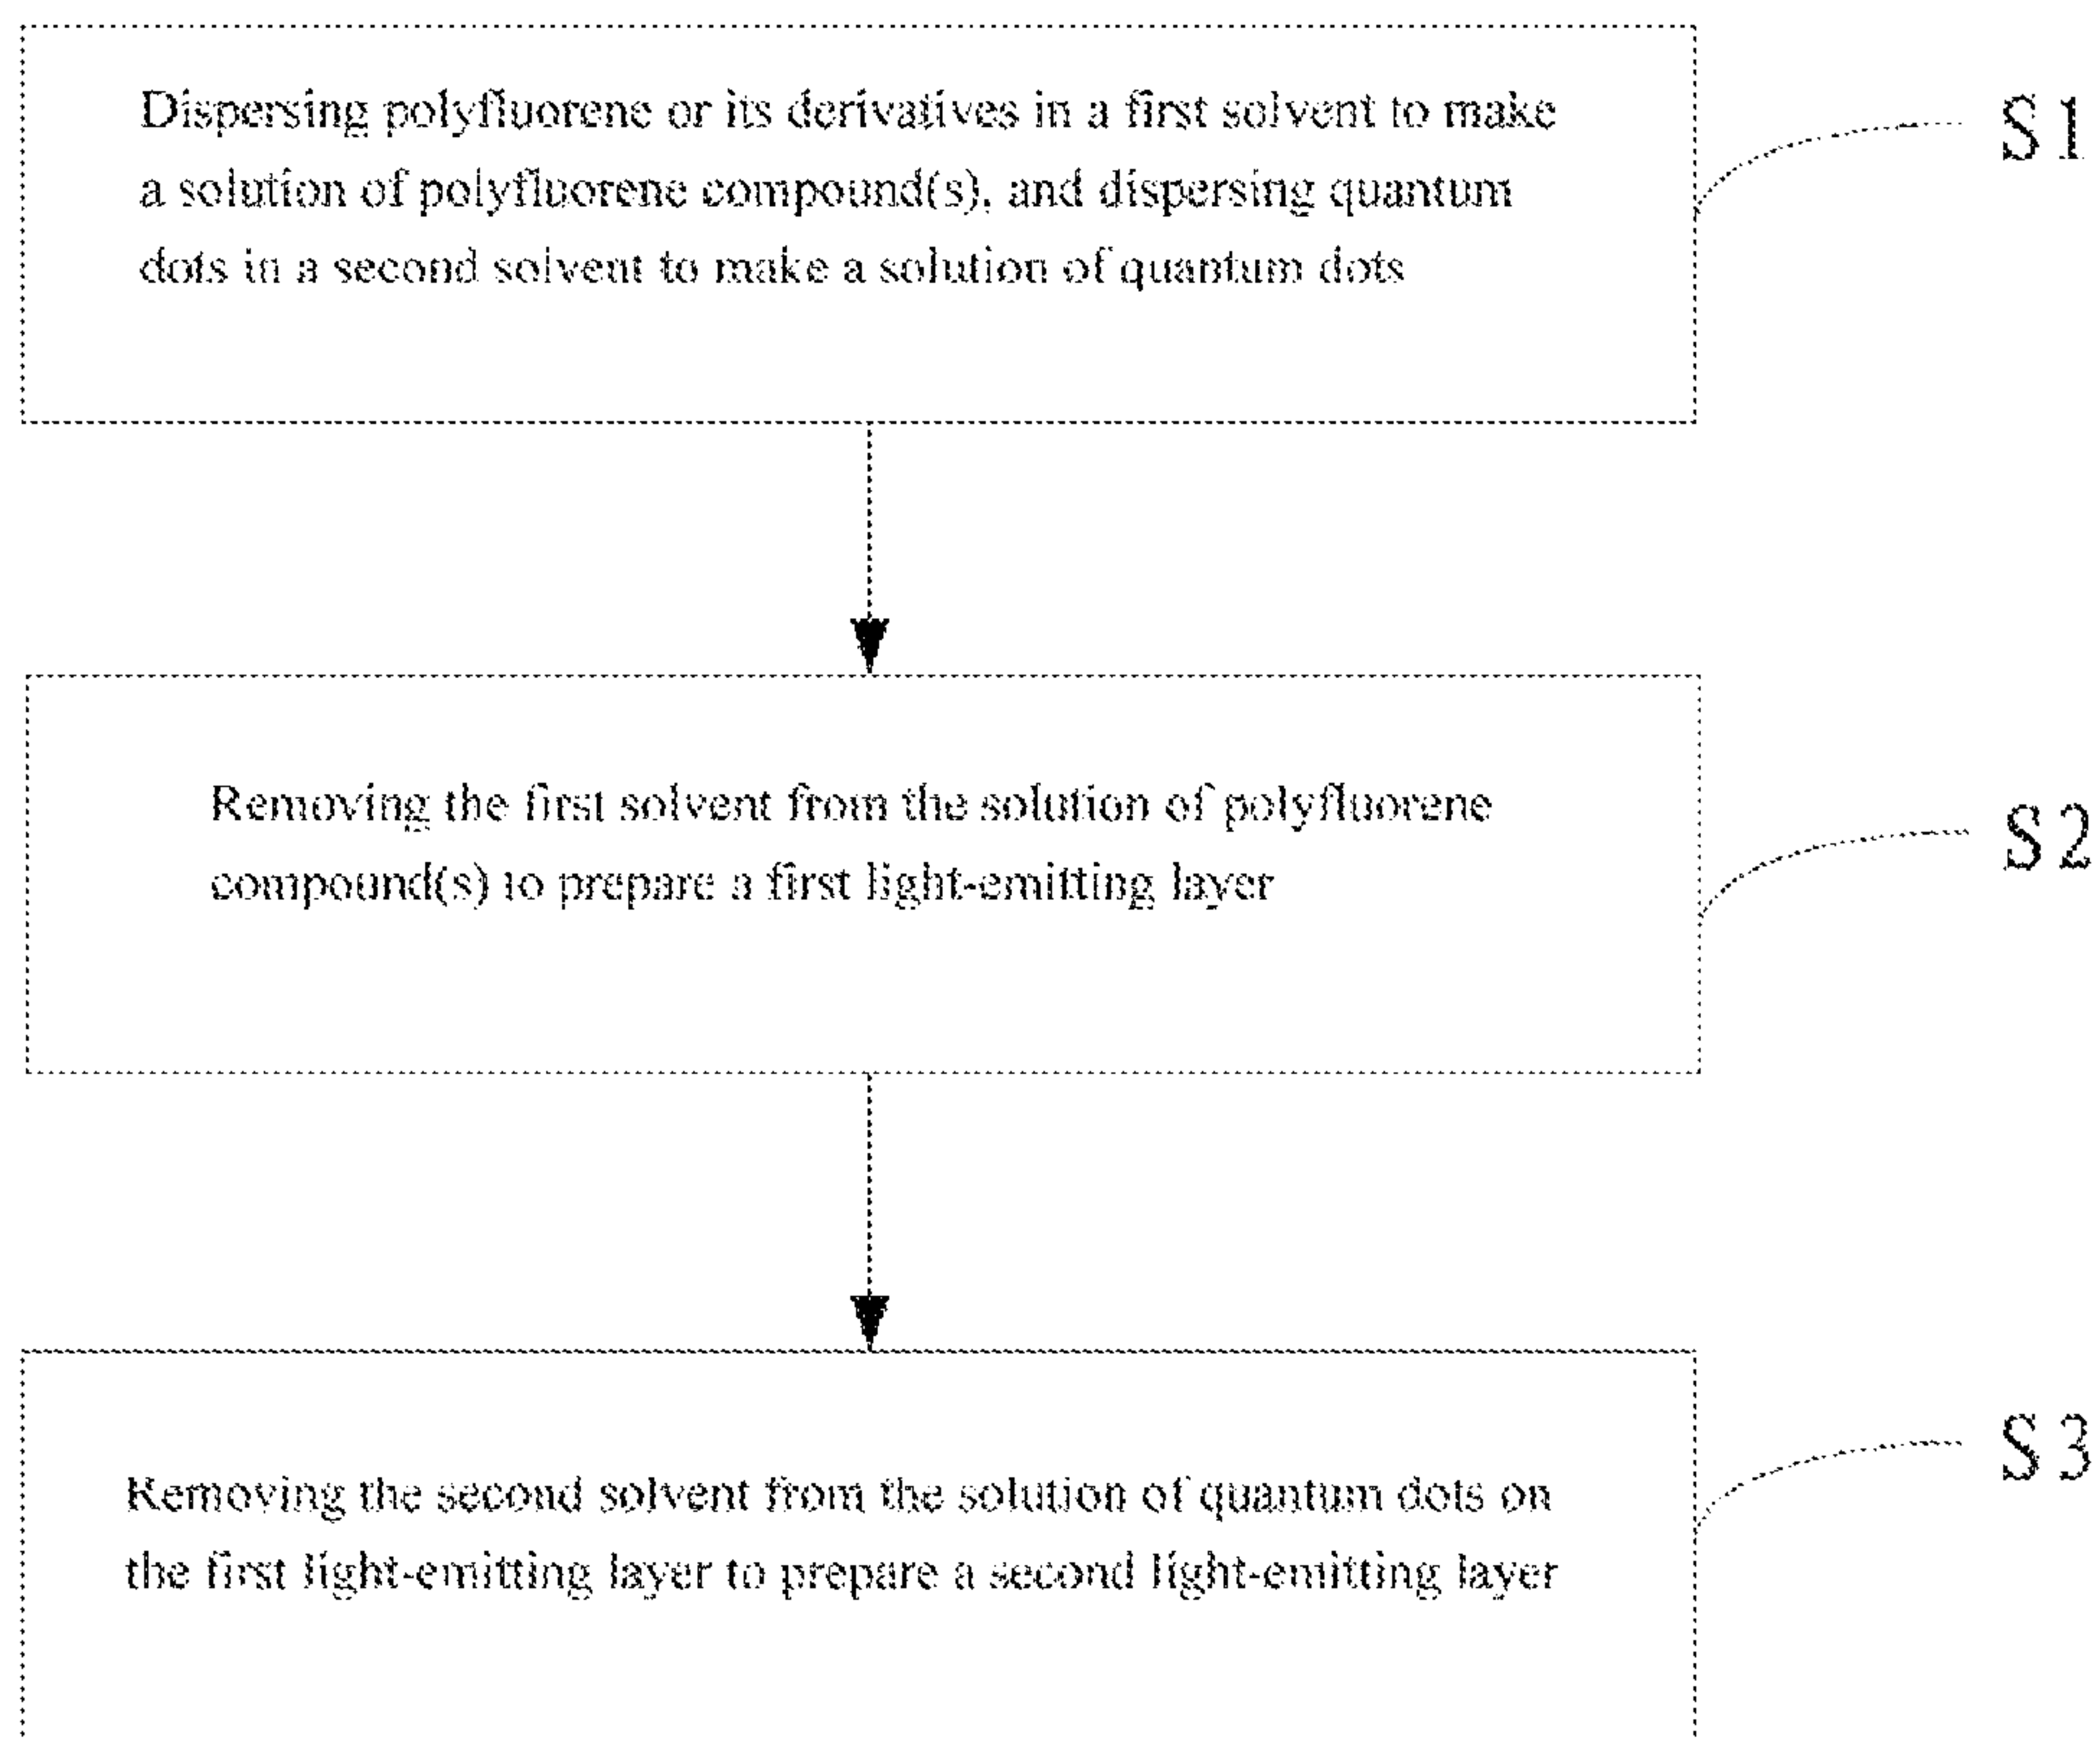 Dispersing polyfluorene or its derivatives in a first solvent to make
a solution of polyfluorene compound(s), and dispersing quantum
dots in a second solvent to make a solution of quantum dots
S1
Removing the first solvent from the solution of polyfluorene
compound(s) to prepare a first light-emitting layer
S2
Removing the second solvent from the solution of quantum dots on
the first light-emitting layer to prepare a second light-emitting layer
S3